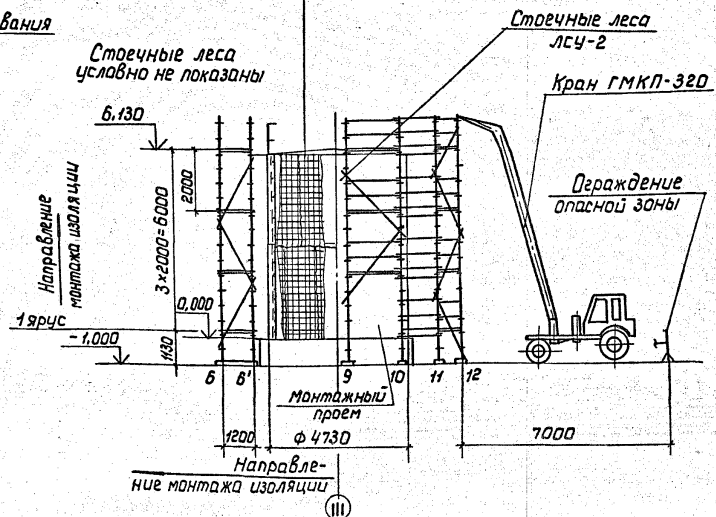 вания
Стоечные леса
ЛСУ-2
Стоечные леса
условно не показаны
Кран ГМКП-320
6,130
2000
Ограждение
опасной зоны
Направление
монтажа изоляции
3×2000=6000
0,000
1 ярус
-1,000
1130
6 6' 9 10 11 12
Монтажный
проем
1200 ф 4730 7000
Направле-
ние монтажа изоляции
III